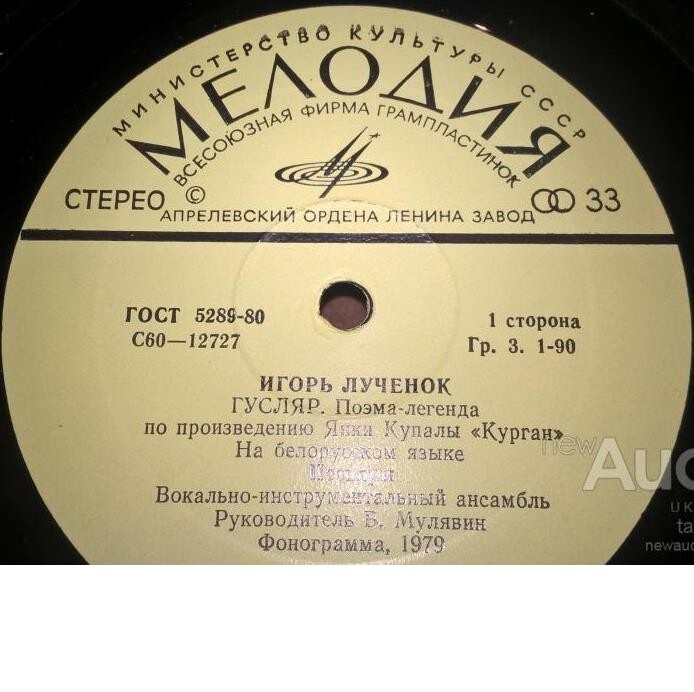 МИНИСТЕРСТВО КУЛЬТУРЫ СССР
МЕЛОДИЯ
ВСЕСОЮЗНАЯ ФИРМА ГРАМПЛАСТИНОК
СТЕРЕО © 33
АПРЕЛЕВСКИЙ ОРДЕНА ЛЕНИНА ЗАВОД
ГОСТ 5289-80
С60—12727
1 сторона
Гр. 3. 1-90
ИГОРЬ ЛУЧЕНОК
ГУСЛЯР. Поэма-легенда
по произведению Янки Купалы «Курган»
На белорусском языке
Песняры
Вокально-инструментальный ансамбль
Руководитель В. Мулявин
Фонограмма, 1979
new